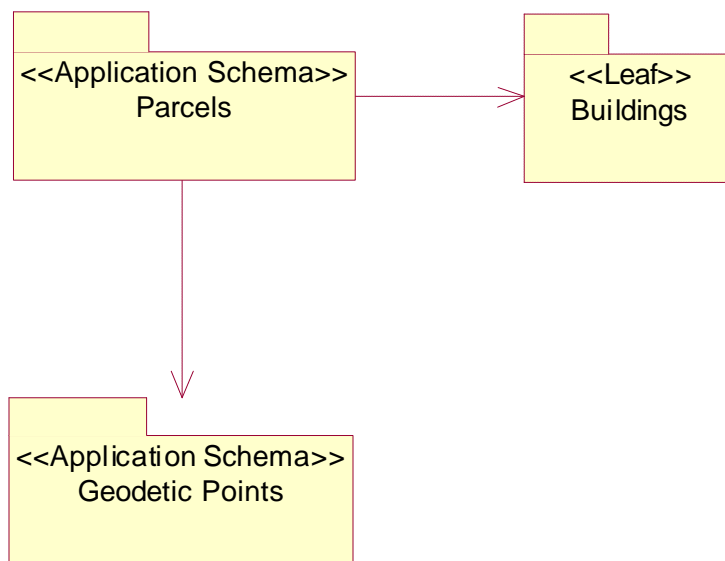 <<Application Schema>>
Parcels
<<Leaf>>
Buildings
<<Application Schema>>
Geodetic Points